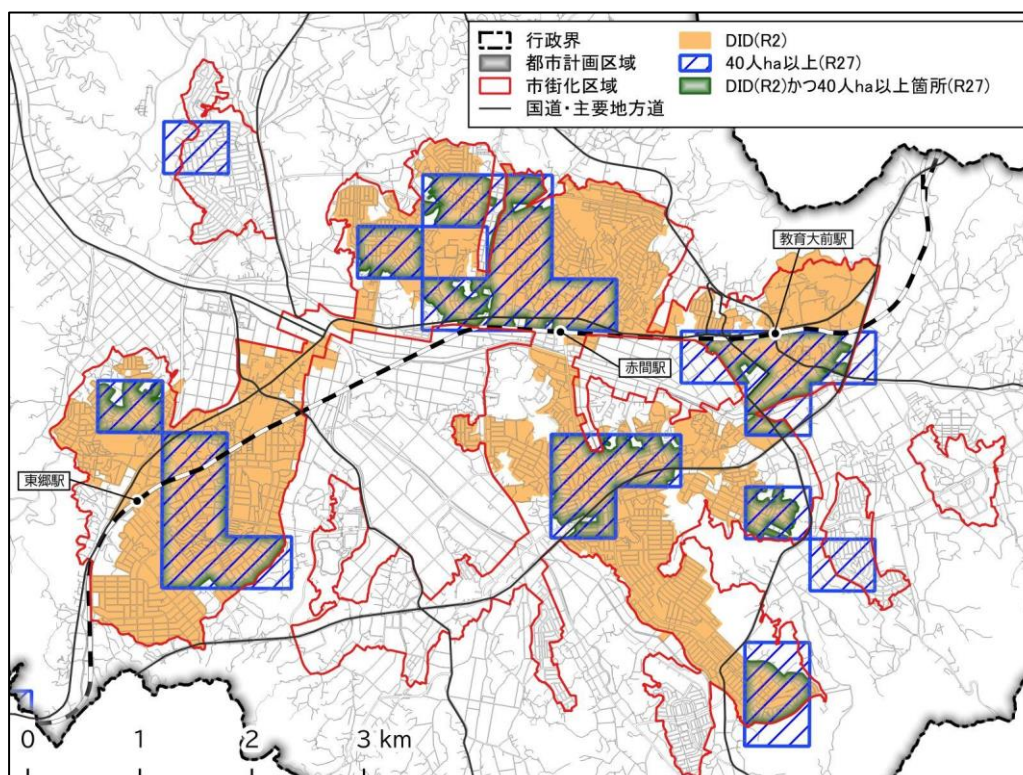 行政界
都市計画区域
市街化区域
国道・主要地方道
DID(R2)
40人ha以上(R27)
DID(R2)かつ40人ha以上箇所(R27)
教育大前駅
赤間駅
東郷駅
0 1 2 3 km